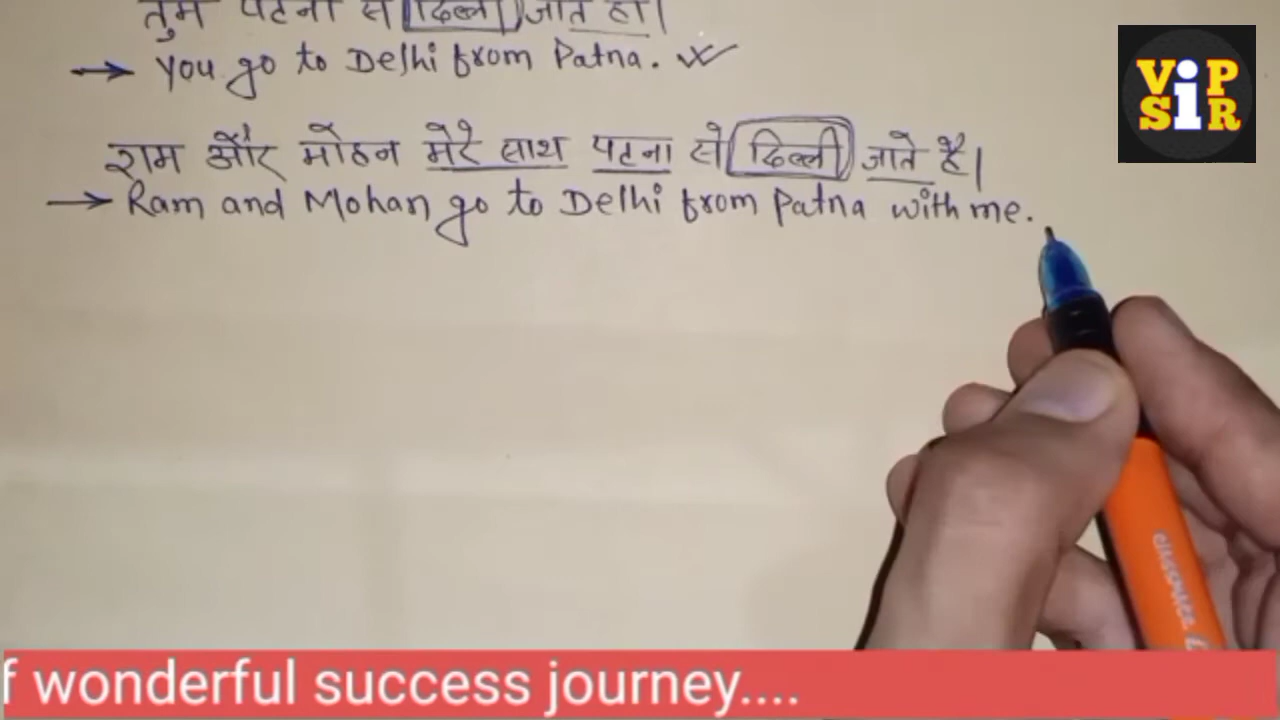 तुम पटना से दिल्ली जाते हो।
→ You go to Delhi from Patna.
राम और मोहन मेरे साथ पटना से दिल्ली जाते है।
→ Ram and Mohan go to Delhi from Patna with me.
ViP
SiR
f wonderful success journey....